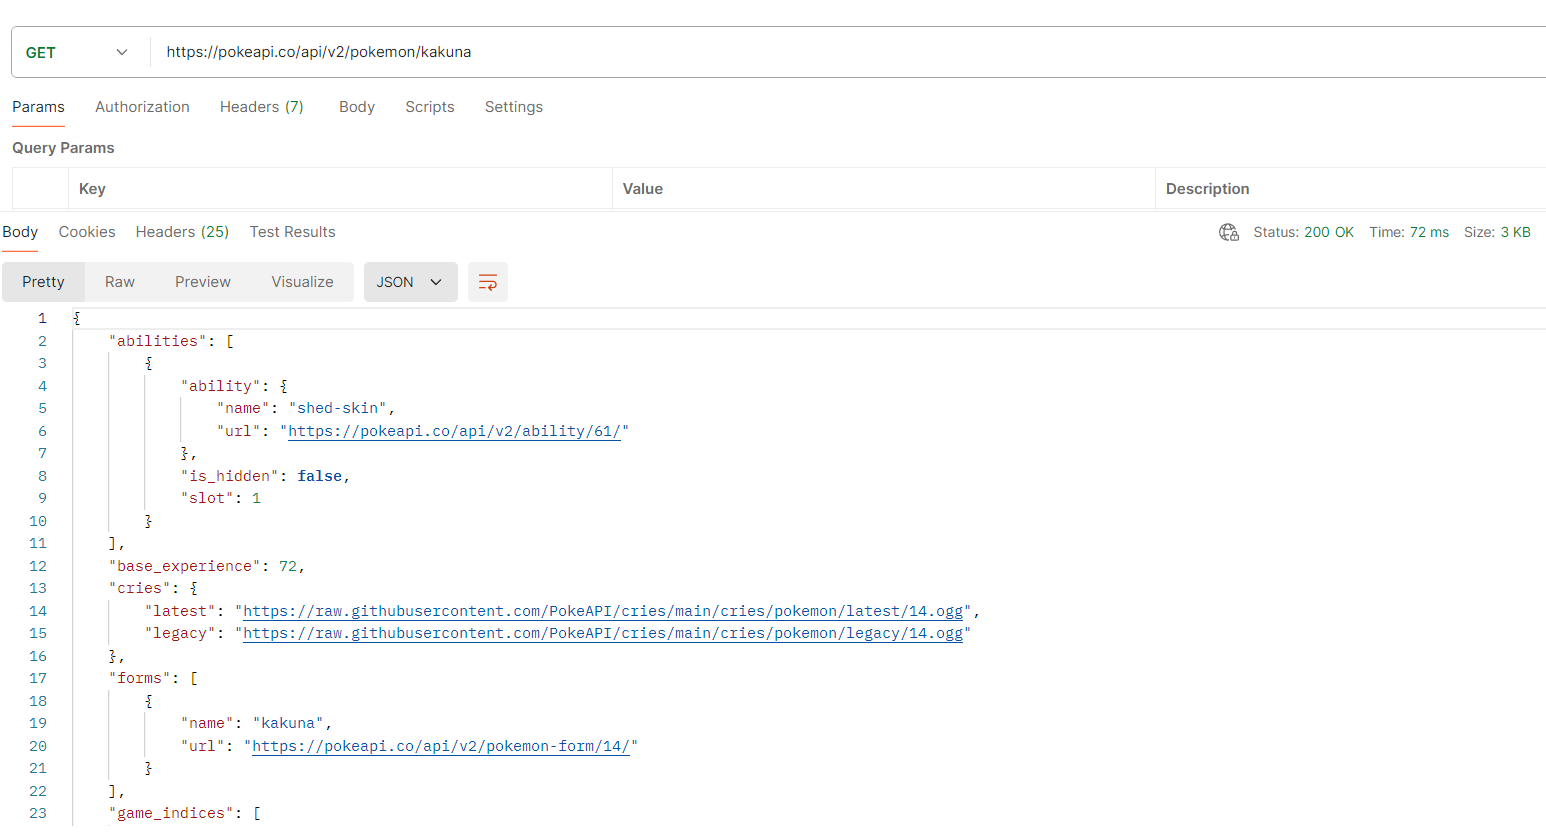 GET https://pokeapi.co/api/v2/pokemon/kakuna
Params Authorization Headers (7) Body Scripts Settings
Query Params
Key Value Description
Body Cookies Headers (25) Test Results Status: 200 OK Time: 72 ms Size: 3 KB
Pretty Raw Preview Visualize JSON
1 {
2 "abilities": [
3 {
4 "ability": {
5 "name": "shed-skin",
6 "url": "https://pokeapi.co/api/v2/ability/61/"
7 },
8 "is_hidden": false,
9 "slot": 1
10 }
11 ],
12 "base_experience": 72,
13 "cries": {
14 "latest": "https://raw.githubusercontent.com/PokeAPI/cries/main/cries/pokemon/latest/14.ogg",
15 "legacy": "https://raw.githubusercontent.com/PokeAPI/cries/main/cries/pokemon/legacy/14.ogg"
16 },
17 "forms": [
18 {
19 "name": "kakuna",
20 "url": "https://pokeapi.co/api/v2/pokemon-form/14/"
21 }
22 ],
23 "game_indices": [